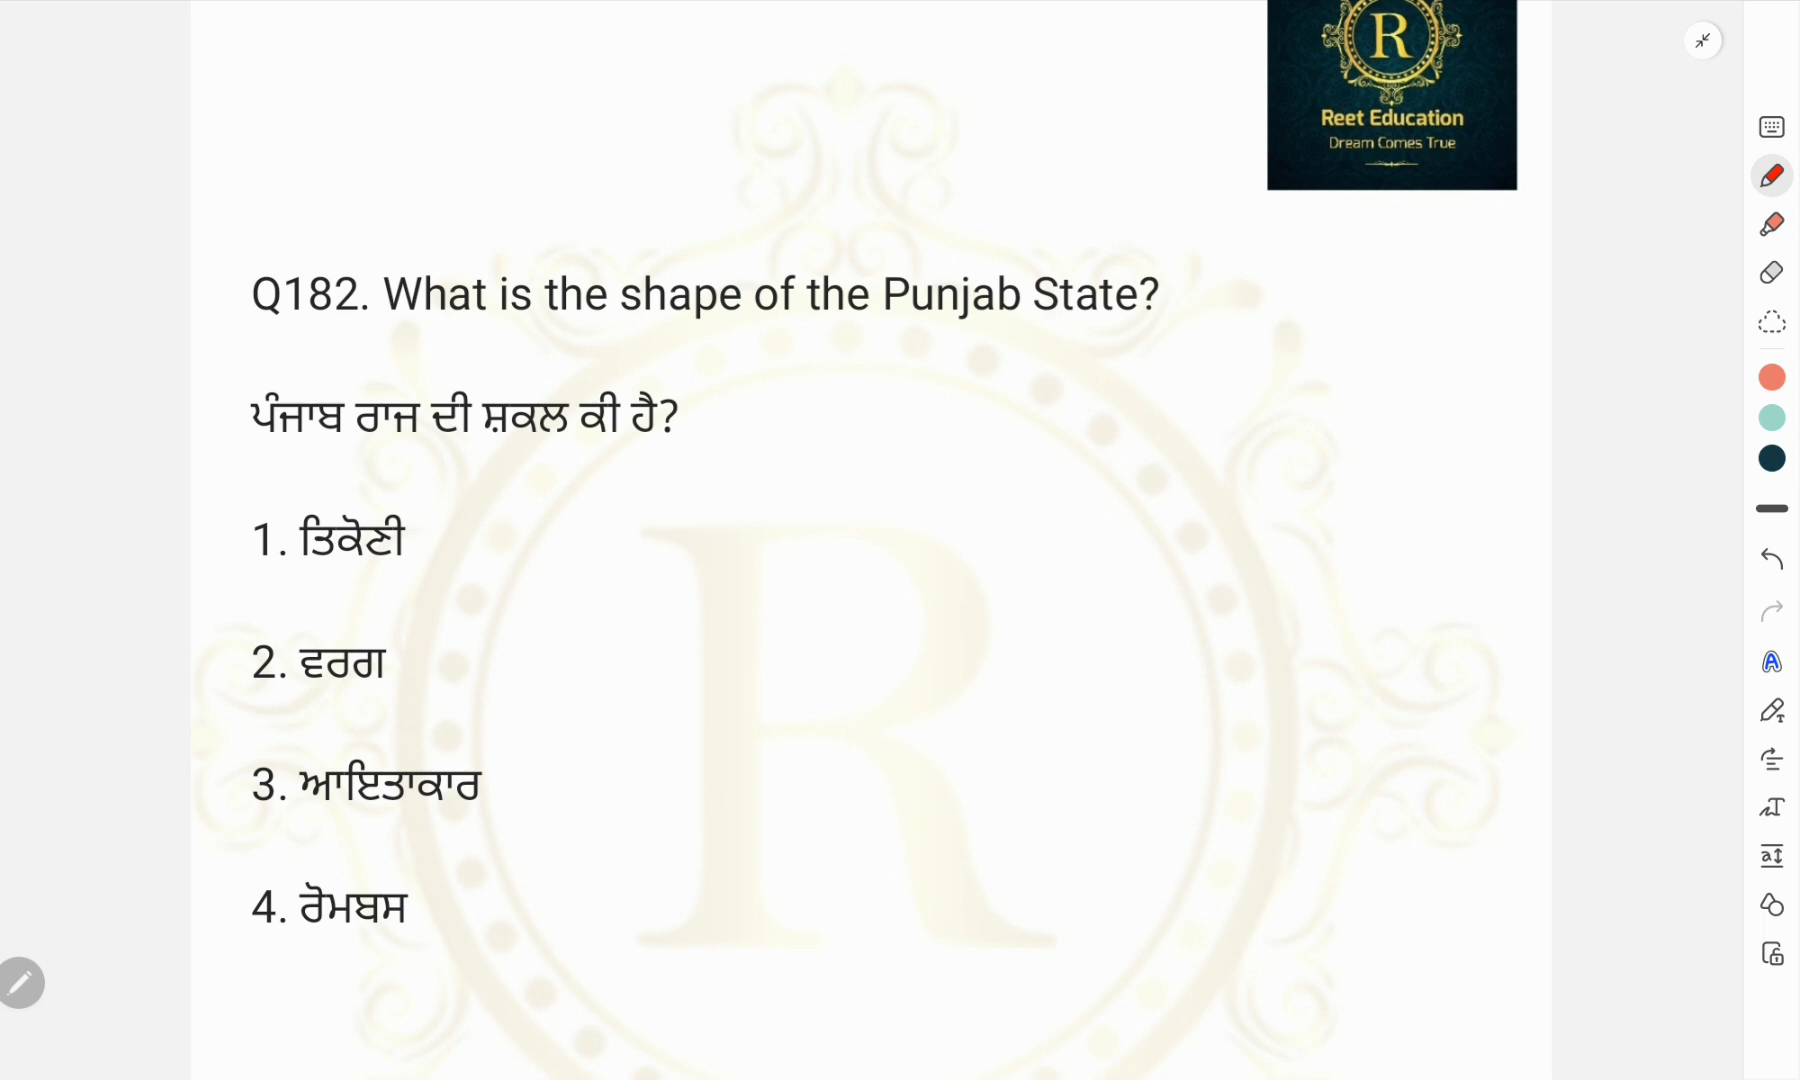 R
Reet Education
Dream Comes True
Q182. What is the shape of the Punjab State?
ਪੰਜਾਬ ਰਾਜ ਦੀ ਸ਼ਕਲ ਕੀ ਹੈ?
1. ਤਿਕੋਣੀ
2. ਵਰਗ
3. ਆਇਤਾਕਾਰ
4. ਰੋਮਬਸ
R